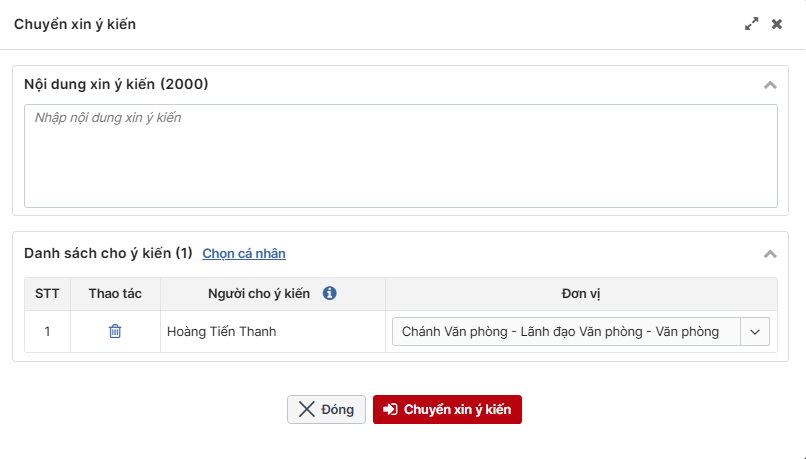 Chuyển xin ý kiến
Nội dung xin ý kiến (2000)
Nhập nội dung xin ý kiến
Danh sách cho ý kiến (1) Chọn cá nhân
STT Thao tác Người cho ý kiến Đơn vị
1 Hoàng Tiến Thanh Chánh Văn phòng - Lãnh đạo Văn phòng - Văn phòng
Đóng Chuyển xin ý kiến